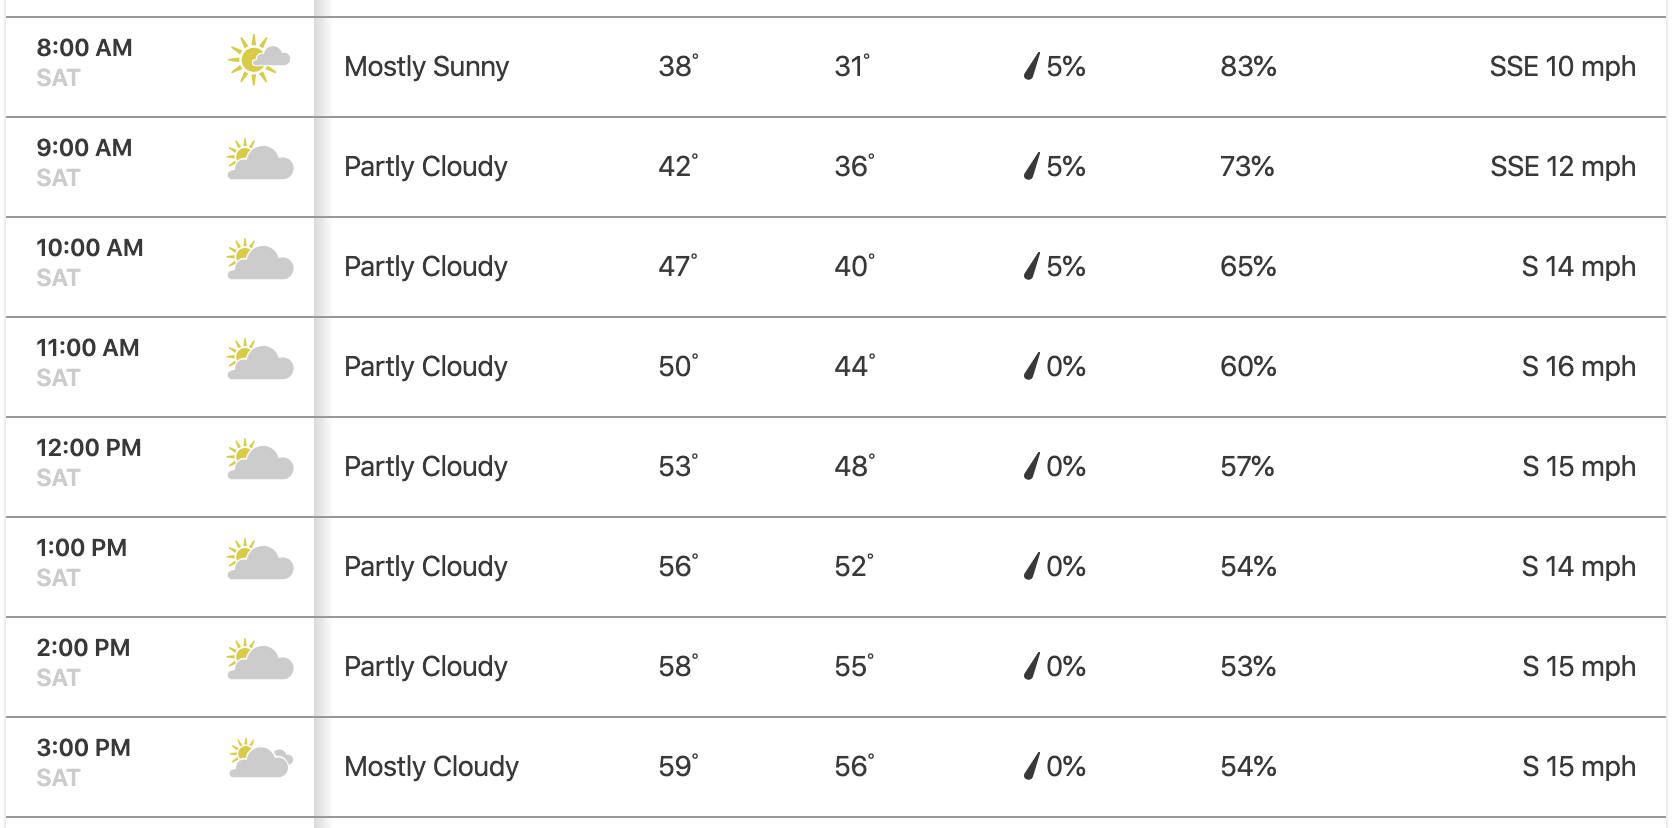 8:00 AM
SAT
Mostly Sunny 38° 31° 5% 83% SSE 10 mph
9:00 AM
SAT
Partly Cloudy 42° 36° 5% 73% SSE 12 mph
10:00 AM
SAT
Partly Cloudy 47° 40° 5% 65% S 14 mph
11:00 AM
SAT
Partly Cloudy 50° 44° 0% 60% S 16 mph
12:00 PM
SAT
Partly Cloudy 53° 48° 0% 57% S 15 mph
1:00 PM
SAT
Partly Cloudy 56° 52° 0% 54% S 14 mph
2:00 PM
SAT
Partly Cloudy 58° 55° 0% 53% S 15 mph
3:00 PM
SAT
Mostly Cloudy 59° 56° 0% 54% S 15 mph